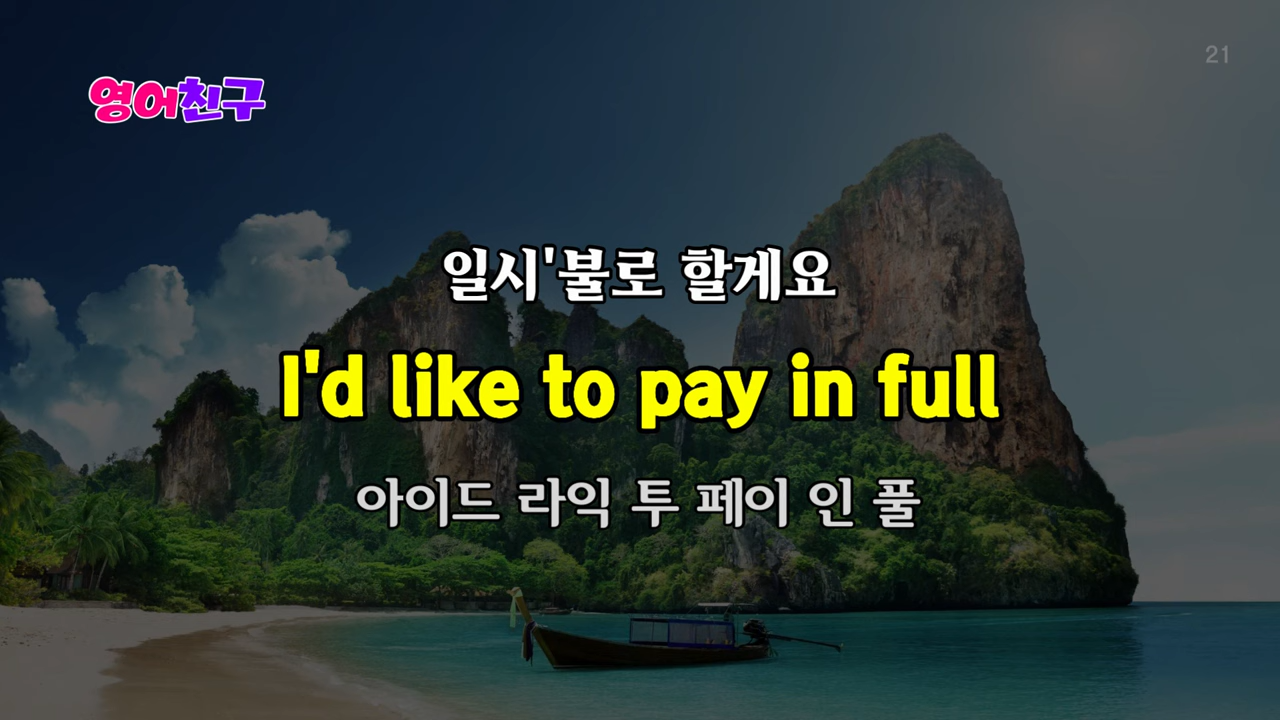 21
영어친구
일시'불로 할게요
I'd like to pay in full
아이드 라익 투 페이 인 풀